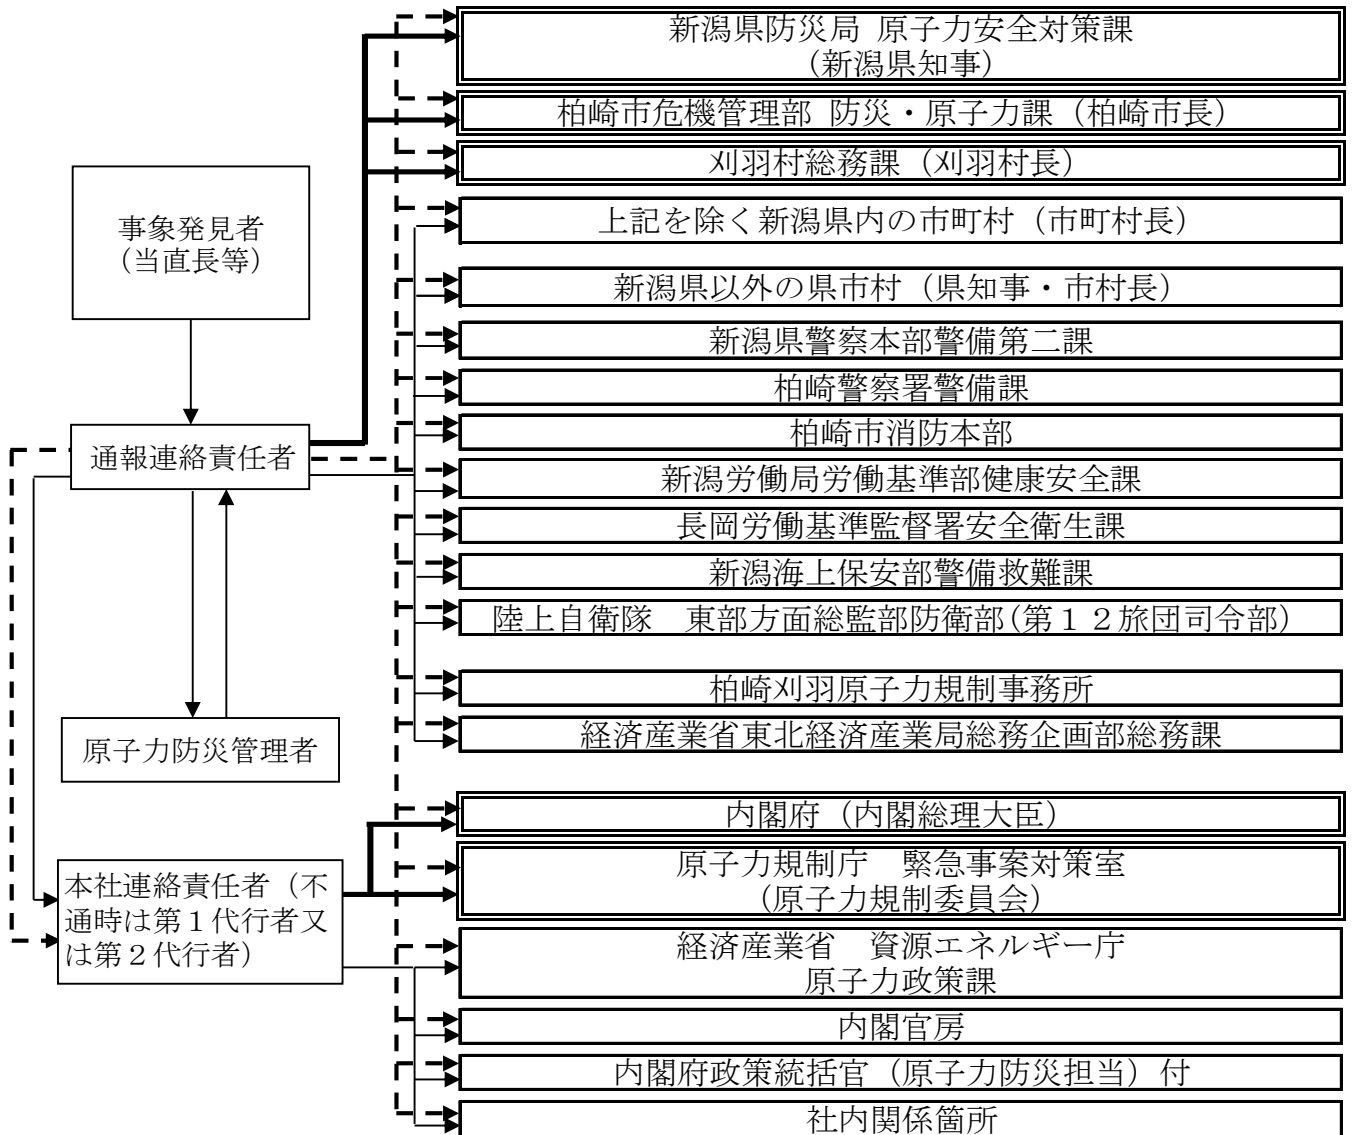 新潟県防災局 原子力安全対策課
(新潟県知事)
柏崎市危機管理部 防災・原子力課（柏崎市長）
刈羽村総務課（刈羽村長）
上記を除く新潟県内の市町村（市町村長）
新潟県以外の県市村（県知事・市村長）
新潟県警察本部警備第二課
柏崎警察署警備課
柏崎市消防本部
新潟労働局労働基準部健康安全課
長岡労働基準監督署安全衛生課
新潟海上保安部警備救難課
陸上自衛隊　東部方面総監部防衛部(第１２旅団司令部)
柏崎刈羽原子力規制事務所
経済産業省東北経済産業局総務企画部総務課
事象発見者
(当直長等)
通報連絡責任者
原子力防災管理者
本社連絡責任者（不
通時は第１代行者又
は第２代行者）
内閣府（内閣総理大臣）
原子力規制庁　緊急事案対策室
(原子力規制委員会)
経済産業省　資源エネルギー庁
原子力政策課
内閣官房
内閣府政策統括官（原子力防災担当）付
社内関係箇所